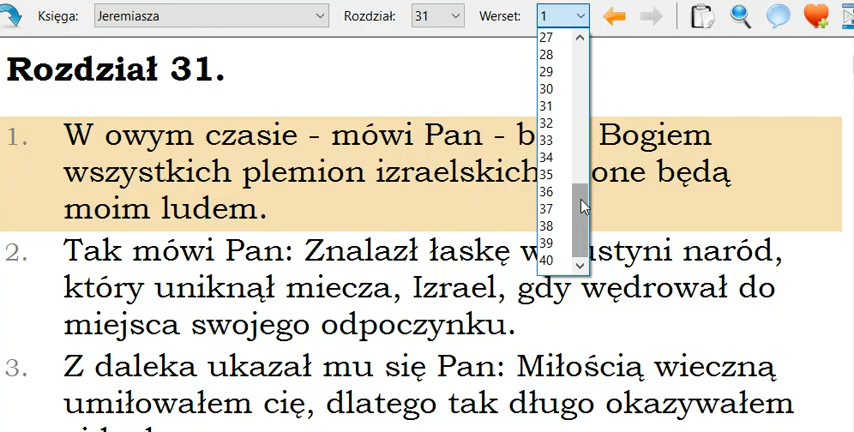 Księga: Jeremiasza Rozdział: 31 Werset: 1
27
28
29
30
31
32
33
34
35
36
37
38
39
40
Rozdział 31.
1. W owym czasie - mówi Pan - Bogiem
wszystkich plemion izraelskich one będą
moim ludem.
2. Tak mówi Pan: Znalazł łaskę naród,
który uniknął miecza, Izrael, gdy wędrował do
miejsca swojego odpoczynku.
3. Z daleka ukazał mu się Pan: Miłością wieczną
umiłowałem cię, dlatego tak długo okazywałem